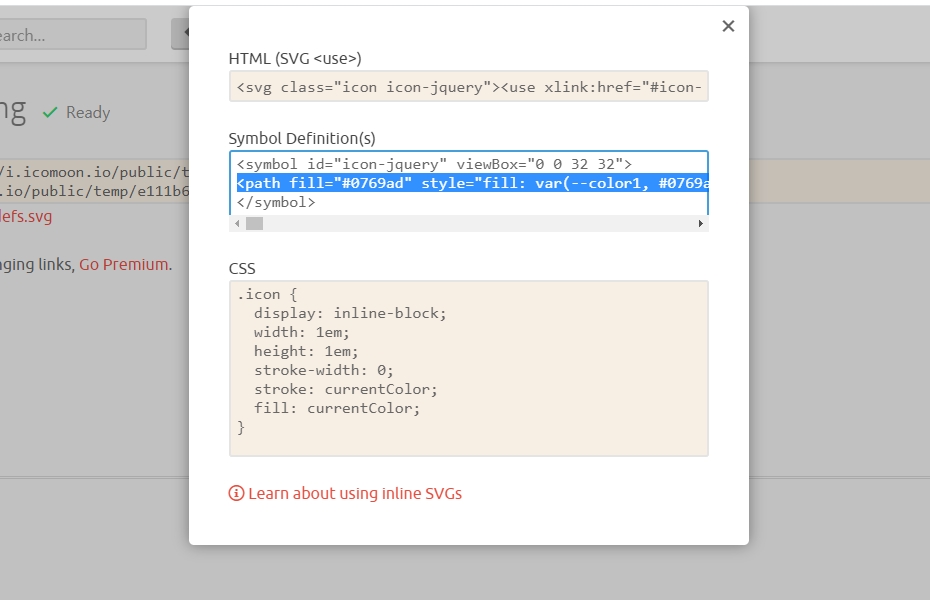 earch...
ng Ready
/i.icomoon.io/public/t
.io/public/temp/e111b6
defs.svg
nging links, Go Premium.
HTML (SVG <use>)
<svg class="icon icon-jquery"><use xlink:href="#icon-
Symbol Definition(s)
<symbol id="icon-jquery" viewBox="0 0 32 32">
<path fill="#0769ad" style="fill: var(--color1, #0769a
</symbol>
CSS
.icon {
  display: inline-block;
  width: 1em;
  height: 1em;
  stroke-width: 0;
  stroke: currentColor;
  fill: currentColor;
}
Learn about using inline SVGs